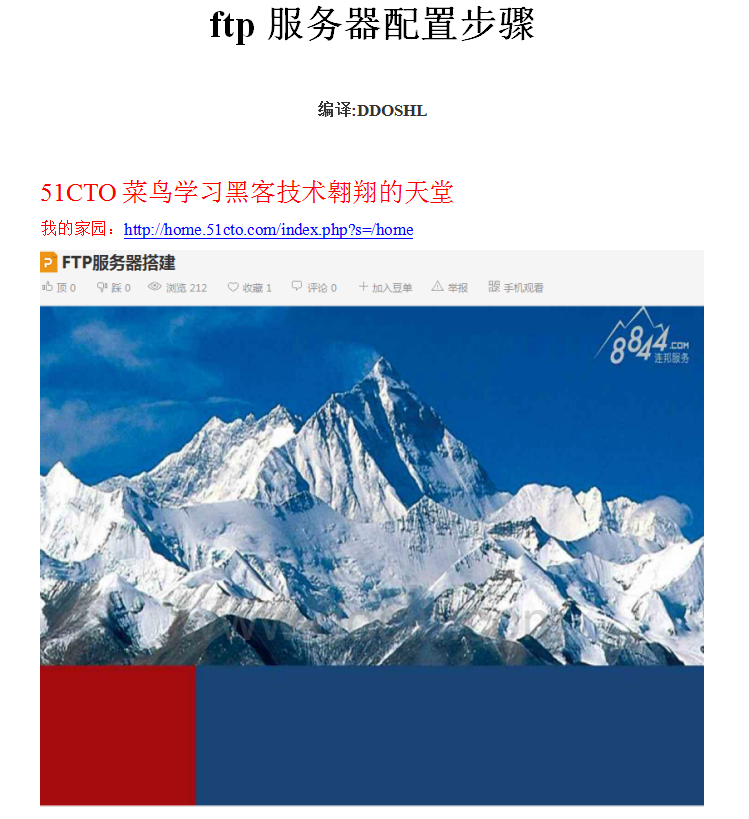 ftp 服务器配置步骤
编译:DDOSHL
51CTO 菜鸟学习黑客技术翱翔的天堂
我的家园：http://home.51cto.com/index.php?s=/home
FTP服务器搭建
顶 0 踩 0 浏览 212 收藏 1 评论 0 加入豆单 举报 手机观看
8844.COM
连邦服务